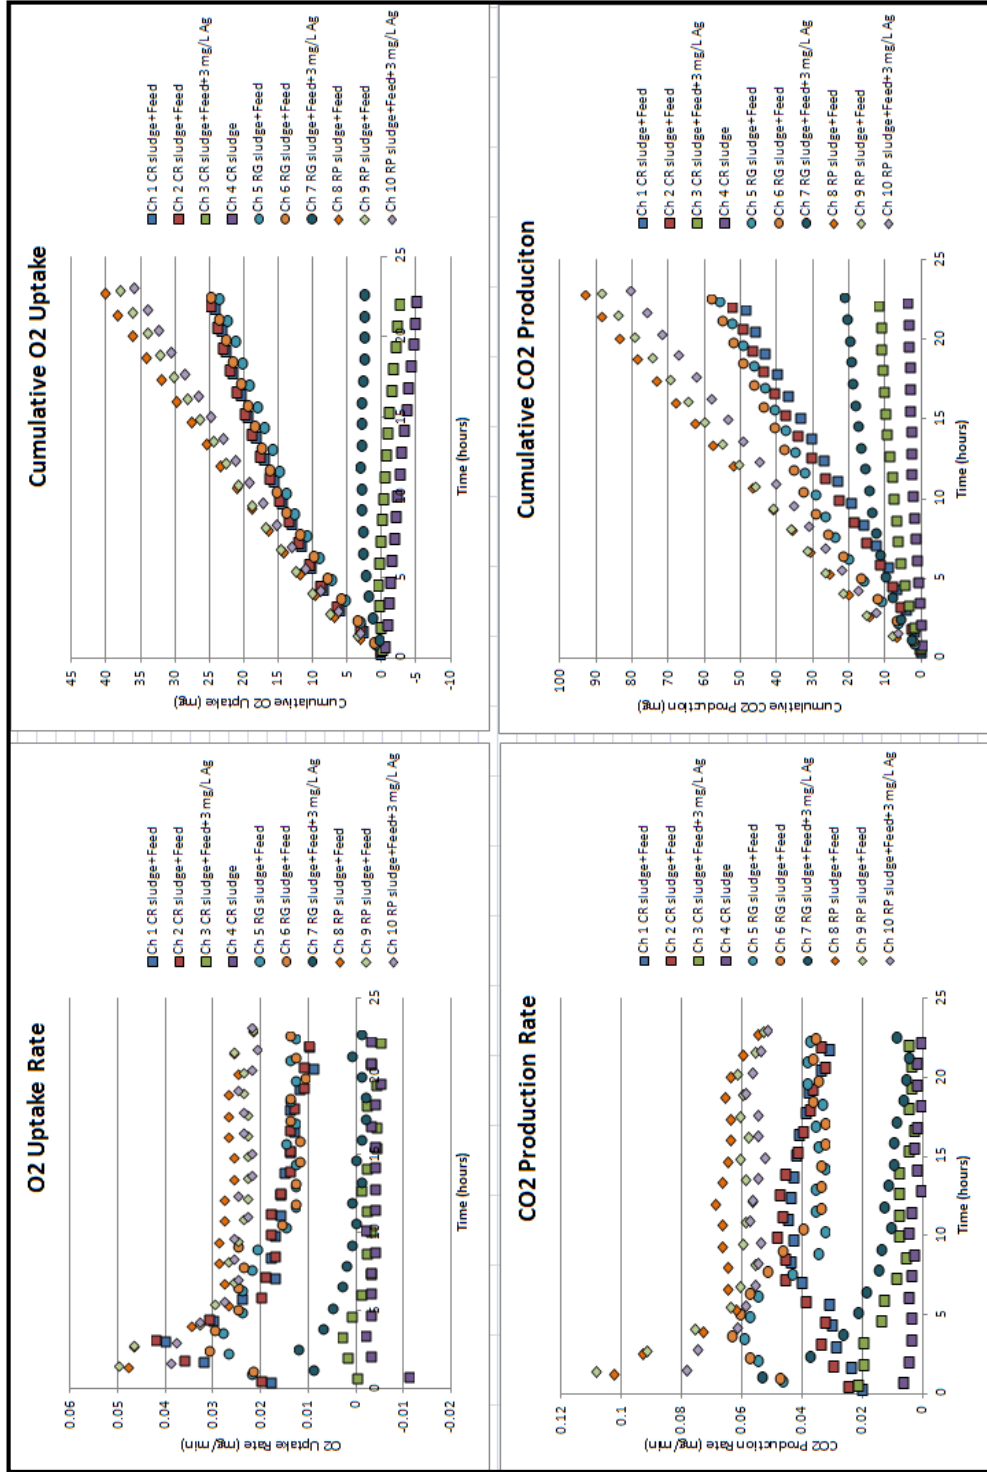 O2 Uptake Rate
O2 Uptake Rate (mg/min)
0.06
0.05
0.04
0.03
0.02
0.01
0
-0.01
-0.02
0
5
10
15
20
25
Time (hours)
Ch 1 CR sludge+Feed
Ch 2 CR sludge+Feed
Ch 3 CR sludge+Feed+3 mg/L Ag
Ch 4 CR sludge
Ch 5 RG sludge+Feed
Ch 6 RG sludge+Feed
Ch 7 RG sludge+Feed+3 mg/L Ag
Ch 8 RP sludge+Feed
Ch 9 RP sludge+Feed
Ch 10 RP sludge+Feed+3 mg/L Ag
Cumulative O2 Uptake
Cumulative O2 Uptake (mg)
45
40
35
30
25
20
15
10
5
0
-5
-10
0
5
10
15
20
25
Time (hours)
Ch 1 CR sludge+Feed
Ch 2 CR sludge+Feed
Ch 3 CR sludge+Feed+3 mg/L Ag
Ch 4 CR sludge
Ch 5 RG sludge+Feed
Ch 6 RG sludge+Feed
Ch 7 RG sludge+Feed+3 mg/L Ag
Ch 8 RP sludge+Feed
Ch 9 RP sludge+Feed
Ch 10 RP sludge+Feed+3 mg/L Ag
CO2 Production Rate
CO2 Production Rate (mg/min)
0.12
0.1
0.08
0.06
0.04
0.02
0
0
5
10
15
20
25
Time (hours)
Ch 1 CR sludge+Feed
Ch 2 CR sludge+Feed
Ch 3 CR sludge+Feed+3 mg/L Ag
Ch 4 CR sludge
Ch 5 RG sludge+Feed
Ch 6 RG sludge+Feed
Ch 7 RG sludge+Feed+3 mg/L Ag
Ch 8 RP sludge+Feed
Ch 9 RP sludge+Feed
Ch 10 RP sludge+Feed+3 mg/L Ag
Cumulative CO2 Produciton
Cumulative CO2 Production (mg)
100
90
80
70
60
50
40
30
20
10
0
0
5
10
15
20
25
Time (hours)
Ch 1 CR sludge+Feed
Ch 2 CR sludge+Feed
Ch 3 CR sludge+Feed+3 mg/L Ag
Ch 4 CR sludge
Ch 5 RG sludge+Feed
Ch 6 RG sludge+Feed
Ch 7 RG sludge+Feed+3 mg/L Ag
Ch 8 RP sludge+Feed
Ch 9 RP sludge+Feed
Ch 10 RP sludge+Feed+3 mg/L Ag